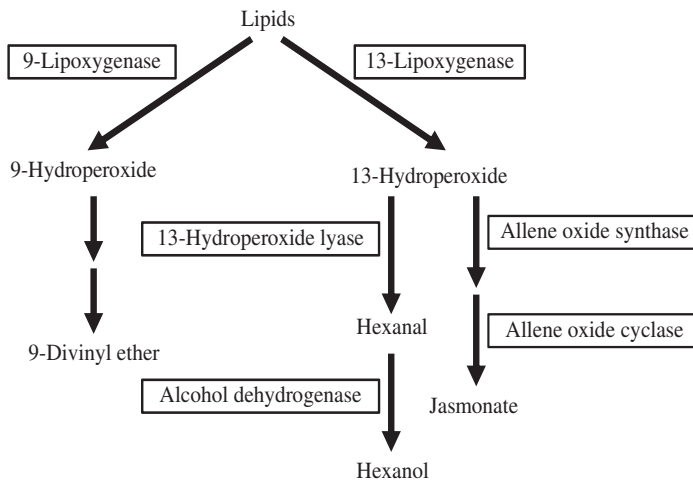 Lipids
9-Lipoxygenase
13-Lipoxygenase
9-Hydroperoxide
13-Hydroperoxide
13-Hydroperoxide lyase
Allene oxide synthase
Hexanal
Allene oxide cyclase
9-Divinyl ether
Alcohol dehydrogenase
Jasmonate
Hexanol